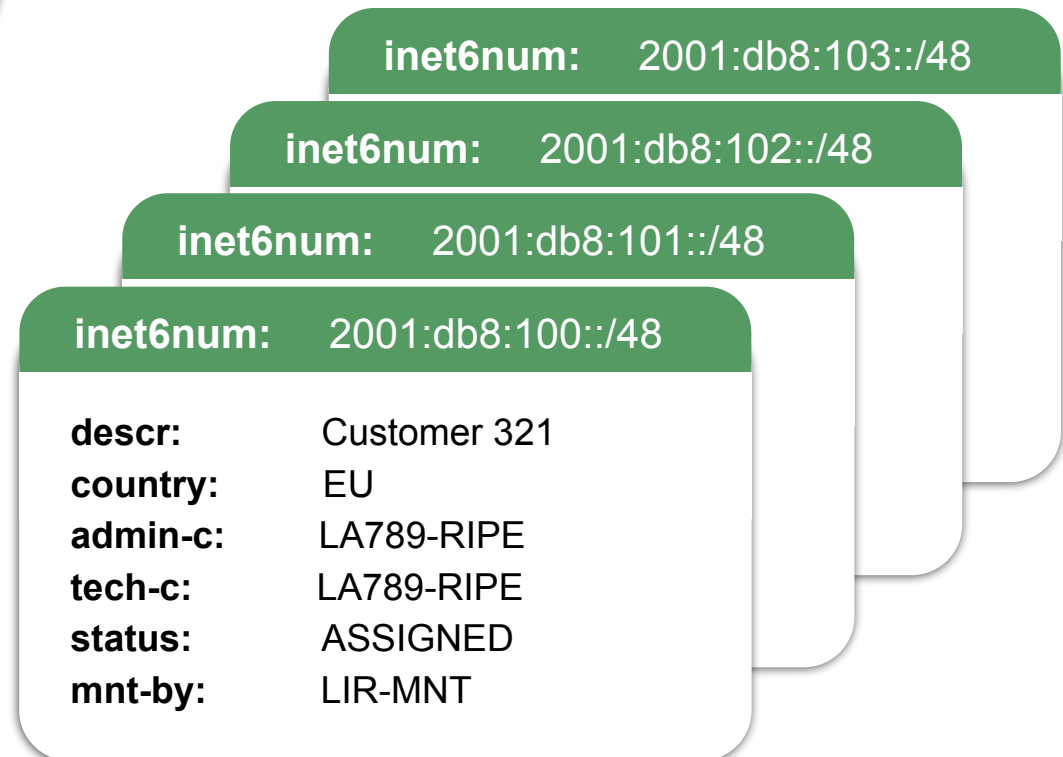 inet6num: 2001:db8:103::/48
inet6num: 2001:db8:102::/48
inet6num: 2001:db8:101::/48
inet6num: 2001:db8:100::/48
descr: Customer 321
country: EU
admin-c: LA789-RIPE
tech-c: LA789-RIPE
status: ASSIGNED
mnt-by: LIR-MNT